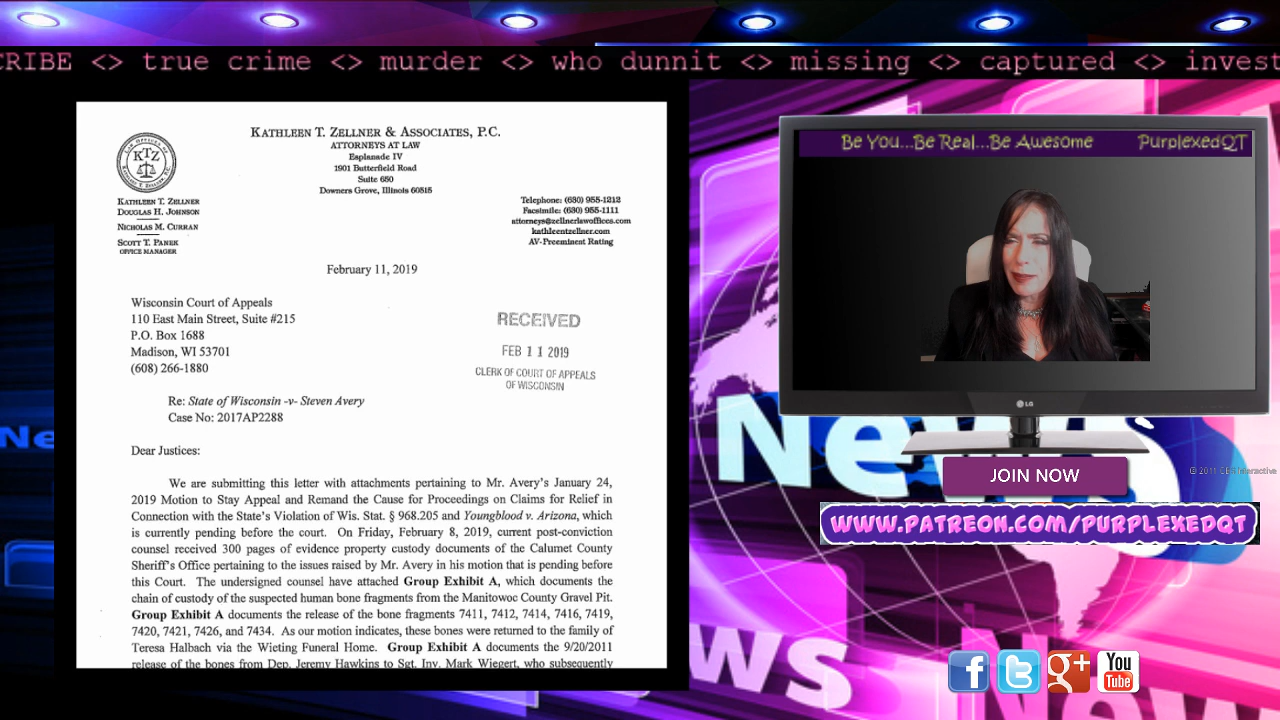 CRIBE <> true crime <> murder <> who dunnit <> missing <> captured <> invest
KTZ
KATHLEEN T. ZELLNER & ASSOCIATES, P.C.
ATTORNEYS AT LAW
Esplanade IV
1901 Butterfield Road
Suite 650
Downers Grove, Illinois 60515
KATHLEEN T. ZELLNER
DOUGLAS H. JOHNSON
NICHOLAS M. CURRAN
SCOTT T. PANEK
OFFICE MANAGER
Telephone: (630) 955-1212
Facsimile: (630) 955-1111
attorneys@zellnerlawoffices.com
kathleentzellner.com
AV-Preeminent Rating
February 11, 2019
Wisconsin Court of Appeals
110 East Main Street, Suite #215
P.O. Box 1688
Madison, WI 53701
(608) 266-1880
RECEIVED
FEB 11 2019
CLERK OF COURT OF APPEALS
OF WISCONSIN
Re: State of Wisconsin -v- Steven Avery
Case No: 2017AP2288
Dear Justices:
We are submitting this letter with attachments pertaining to Mr. Avery's January 24,
2019 Motion to Stay Appeal and Remand the Cause for Proceedings on Claims for Relief in
Connection with the State's Violation of Wis. Stat. § 968.205 and Youngblood v. Arizona, which
is currently pending before the court. On Friday, February 8, 2019, current post-conviction
counsel received 300 pages of evidence property custody documents of the Calumet County
Sheriff's Office pertaining to the issues raised by Mr. Avery in his motion that is pending before
this Court. The undersigned counsel have attached Group Exhibit A, which documents the
chain of custody of the suspected human bone fragments from the Manitowoc County Gravel Pit.
Group Exhibit A documents the release of the bone fragments 7411, 7412, 7414, 7416, 7419,
7420, 7421, 7426, and 7434. As our motion indicates, these bones were returned to the family of
Teresa Halbach via the Wieting Funeral Home. Group Exhibit A documents the 9/20/2011
release of the bones from Dep. Jeremy Hawkins to Sgt. Inv. Mark Wiegert, who subsequently
Be You...Be Real...Be Awesome PurplexedQT
LG
News
JOIN NOW
WWW.PATREON.COM/PURPLEXEDQT
Ne
ws
New
f
t
g+
You
Tube